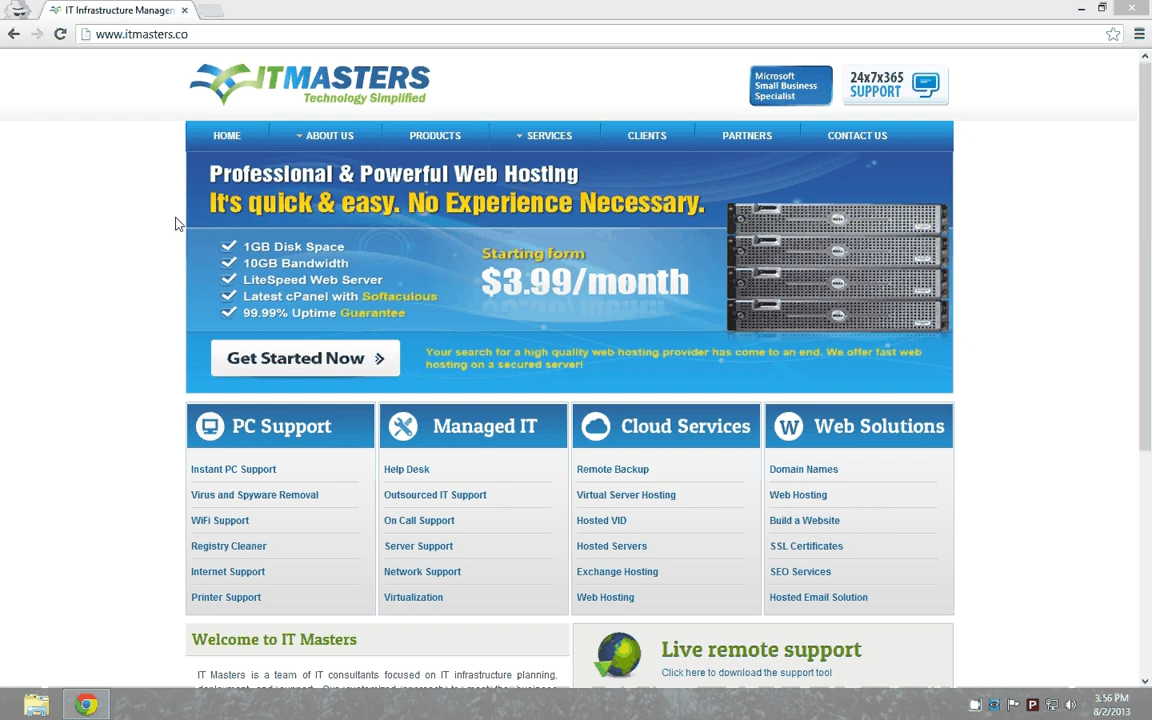 IT Infrastructure Manager
www.itmasters.co
ITMASTERS
Technology Simplified
Microsoft
Small Business
Specialist
24x7x365
SUPPORT
HOME ABOUT US PRODUCTS SERVICES CLIENTS PARTNERS CONTACT US
Professional & Powerful Web Hosting
It's quick & easy. No Experience Necessary.
1GB Disk Space
10GB Bandwidth
LiteSpeed Web Server
Latest cPanel with Softaculous
99.99% Uptime Guarantee
Starting form
$3.99/month
Get Started Now
Your search for a high quality web hosting provider has come to an end. We offer fast web
hosting on a secured server!
PC Support
Instant PC Support
Virus and Spyware Removal
WiFi Support
Registry Cleaner
Internet Support
Printer Support
Managed IT
Help Desk
Outsourced IT Support
On Call Support
Server Support
Network Support
Virtualization
Cloud Services
Remote Backup
Virtual Server Hosting
Hosted VID
Hosted Servers
Exchange Hosting
Web Hosting
W Web Solutions
Domain Names
Web Hosting
Build a Website
SSL Certificates
SEO Services
Hosted Email Solution
Welcome to IT Masters
IT Masters is a team of IT consultants focused on IT infrastructure planning,
Live remote support
Click here to download the support tool
3:56 PM
8/2/2013